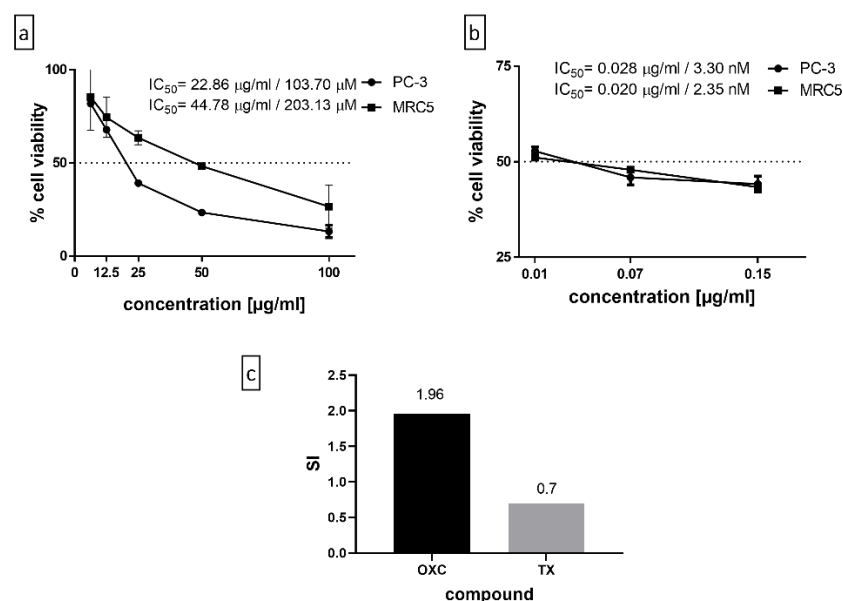 a
IC50= 22.86 µg/ml / 103.70 µM
PC-3
IC50= 44.78 µg/ml / 203.13 µM
MRC5
100
50
0
% cell viability
0 12.5 25 50 100
concentration [µg/ml]
b
IC50= 0.028 µg/ml / 3.30 nM
PC-3
IC50= 0.020 µg/ml / 2.35 nM
MRC5
75
50
25
% cell viability
0.01 0.07 0.15
concentration [µg/ml]
c
2.5
2.0
1.5
1.0
0.5
0.0
SI
1.96
0.7
OXC TX
compound